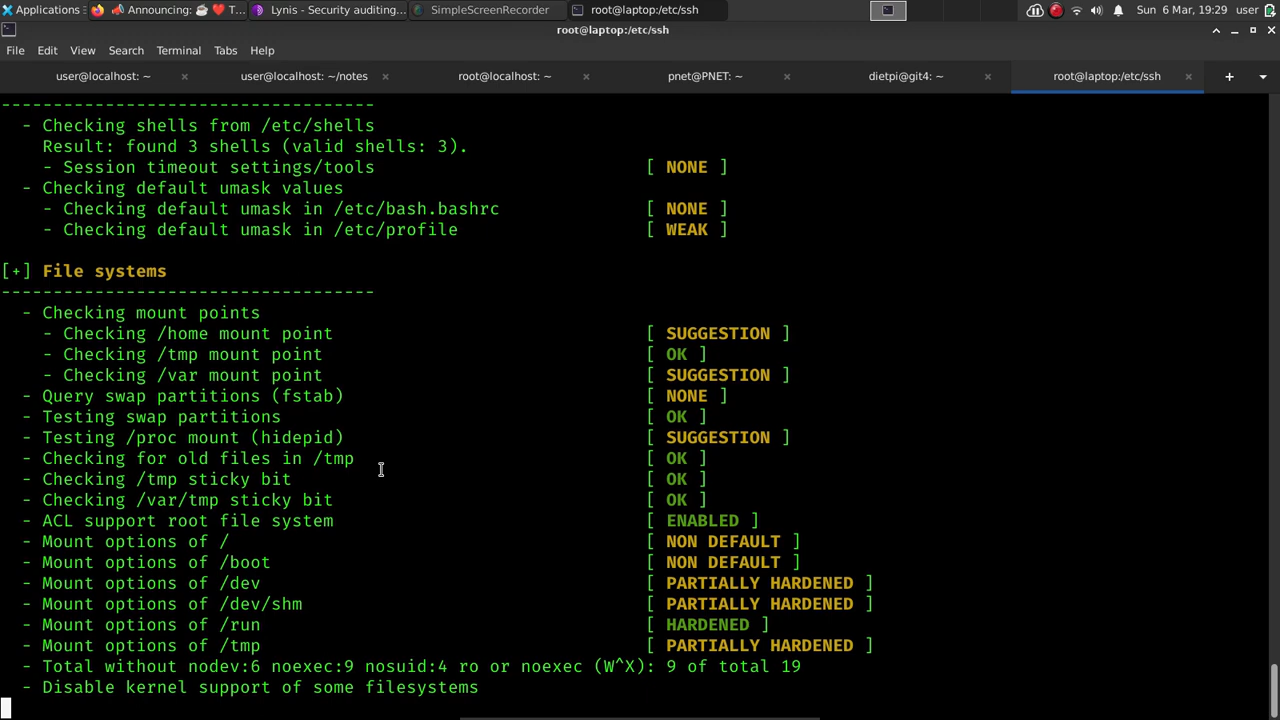 Applications
📣 Announcing: ☕ ❤️ T...
Lynis - Security auditing...
SimpleScreenRecorder
root@laptop:/etc/ssh
Sun 6 Mar, 19:29 user
root@laptop:/etc/ssh
File Edit View Search Terminal Tabs Help
user@localhost: ~ × user@localhost: ~/notes × root@localhost: ~ × pnet@PNET: ~ × dietpi@git4: ~ × root@laptop:/etc/ssh × +
------------------------------------
- Checking shells from /etc/shells
Result: found 3 shells (valid shells: 3).
- Session timeout settings/tools [ NONE ]
- Checking default umask values
- Checking default umask in /etc/bash.bashrc [ NONE ]
- Checking default umask in /etc/profile [ WEAK ]
[+] File systems
------------------------------------
- Checking mount points
- Checking /home mount point [ SUGGESTION ]
- Checking /tmp mount point [ OK ]
- Checking /var mount point [ SUGGESTION ]
- Query swap partitions (fstab) [ NONE ]
- Testing swap partitions [ OK ]
- Testing /proc mount (hidepid) [ SUGGESTION ]
- Checking for old files in /tmp [ OK ]
- Checking /tmp sticky bit [ OK ]
- Checking /var/tmp sticky bit [ OK ]
- ACL support root file system [ ENABLED ]
- Mount options of / [ NON DEFAULT ]
- Mount options of /boot [ NON DEFAULT ]
- Mount options of /dev [ PARTIALLY HARDENED ]
- Mount options of /dev/shm [ PARTIALLY HARDENED ]
- Mount options of /run [ HARDENED ]
- Mount options of /tmp [ PARTIALLY HARDENED ]
- Total without nodev:6 noexec:9 nosuid:4 ro or noexec (W^X): 9 of total 19
- Disable kernel support of some filesystems